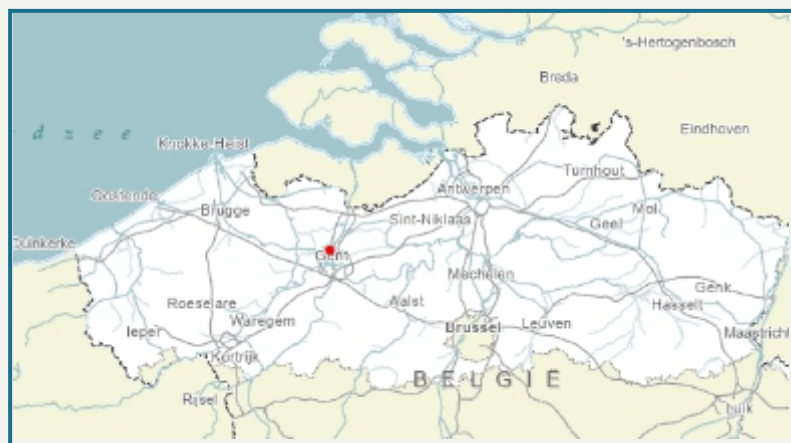 's-Hertogenbosch
Breda
d z e e
Eindhoven
Knokke-Heist
Turnhout
Antwerpen
Oostende
Mol
Brugge
Sint-Niklaas
Geel
Duinkerke
Gent
Mechelen
Genk
Roeselare
Aalst
Hasselt
Waregem
Ieper
Brussel
Leuven
Maastricht
Kortrijk
BELGIË
Rijsel
Luik